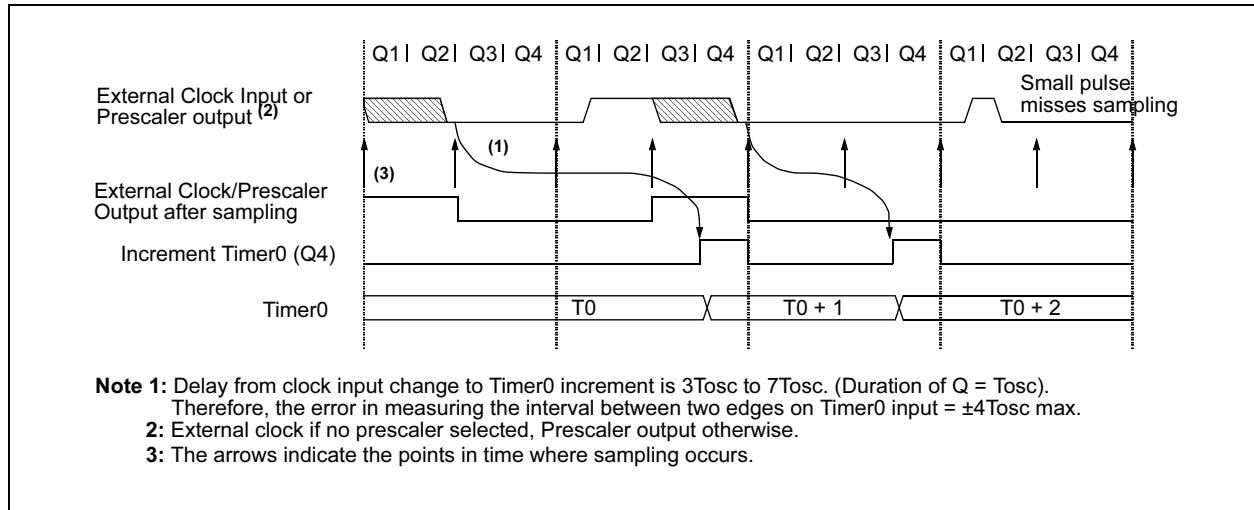 Q1 Q2 Q3 Q4 Q1 Q2 Q3 Q4 Q1 Q2 Q3 Q4 Q1 Q2 Q3 Q4
External Clock Input or
Prescaler output (2)
Small pulse
misses sampling
(1)
(3)
External Clock/Prescaler
Output after sampling
Increment Timer0 (Q4)
Timer0 T0 T0 + 1 T0 + 2
Note 1: Delay from clock input change to Timer0 increment is 3Tosc to 7Tosc. (Duration of Q = Tosc).
Therefore, the error in measuring the interval between two edges on Timer0 input = ±4Tosc max.
2: External clock if no prescaler selected, Prescaler output otherwise.
3: The arrows indicate the points in time where sampling occurs.